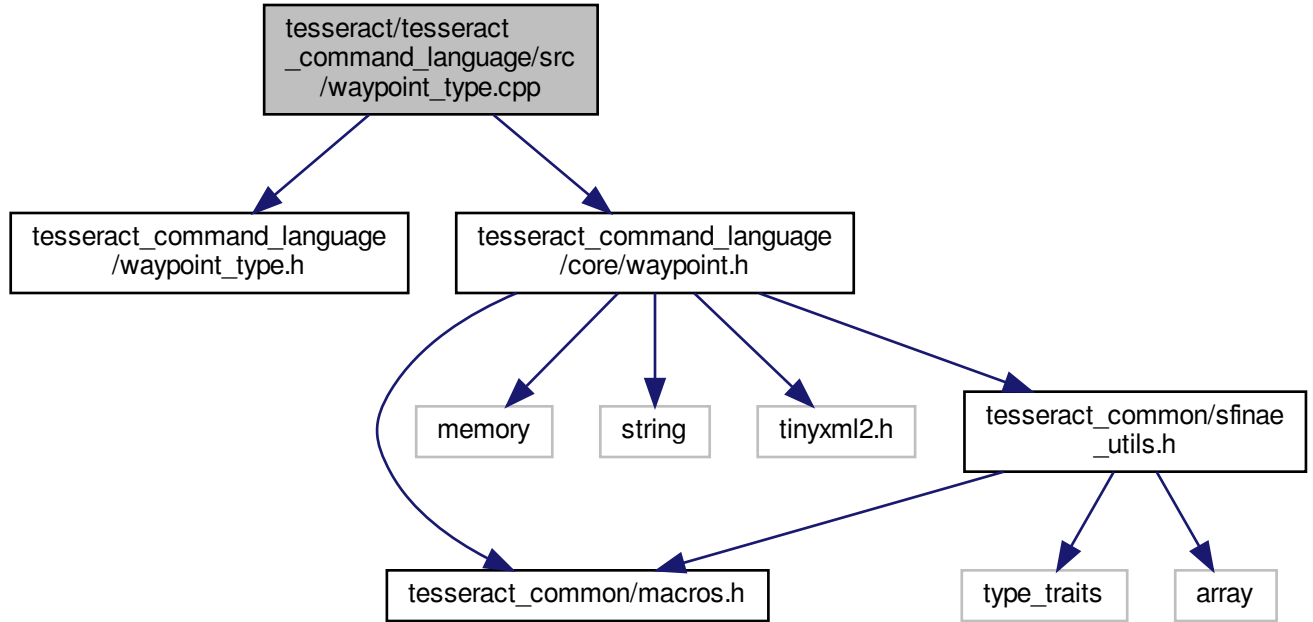 tesseract/tesseract
_command_language/src
/waypoint_type.cpp
tesseract_command_language
/waypoint_type.h
tesseract_command_language
/core/waypoint.h
memory
string
tinyxml2.h
tesseract_common/sfinae
_utils.h
tesseract_common/macros.h
type_traits
array